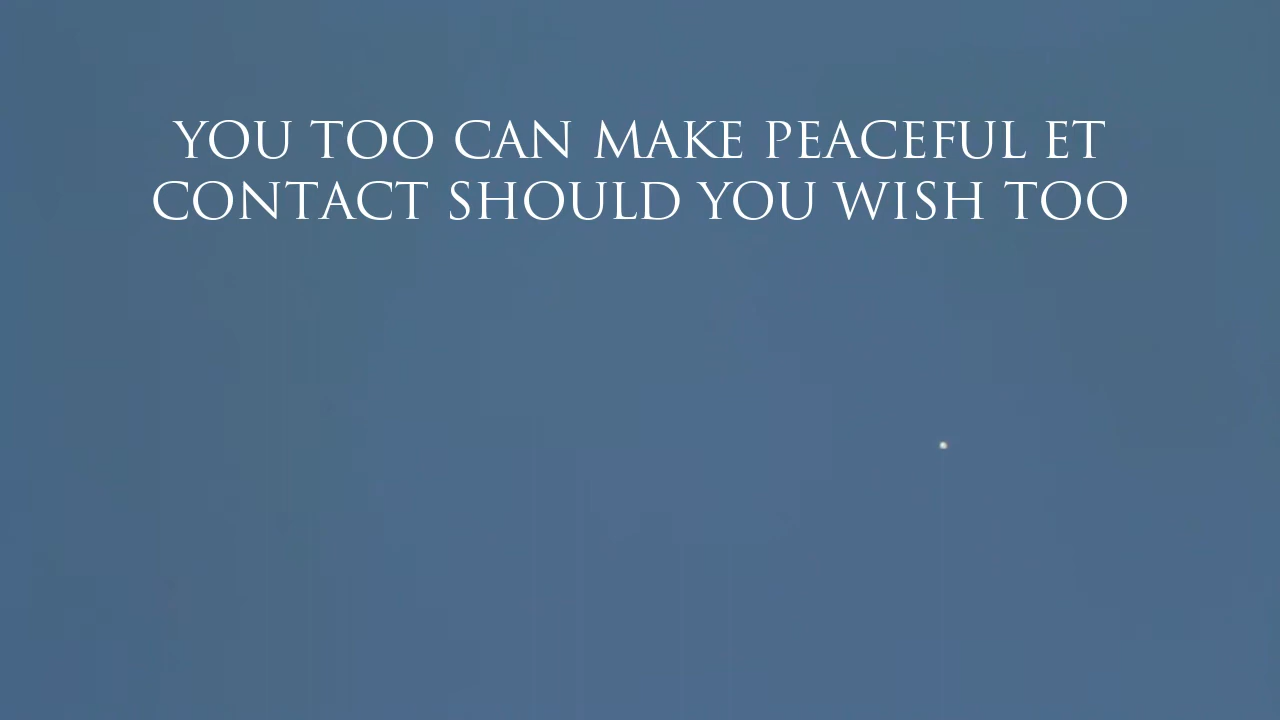 YOU TOO CAN MAKE PEACEFUL ET
CONTACT SHOULD YOU WISH TOO